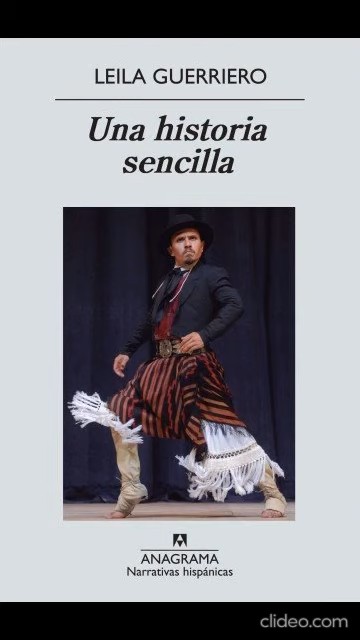 LEILA GUERRIERO
Una historia
sencilla
ANAGRAMA
Narrativas hispánicas
clideo.com